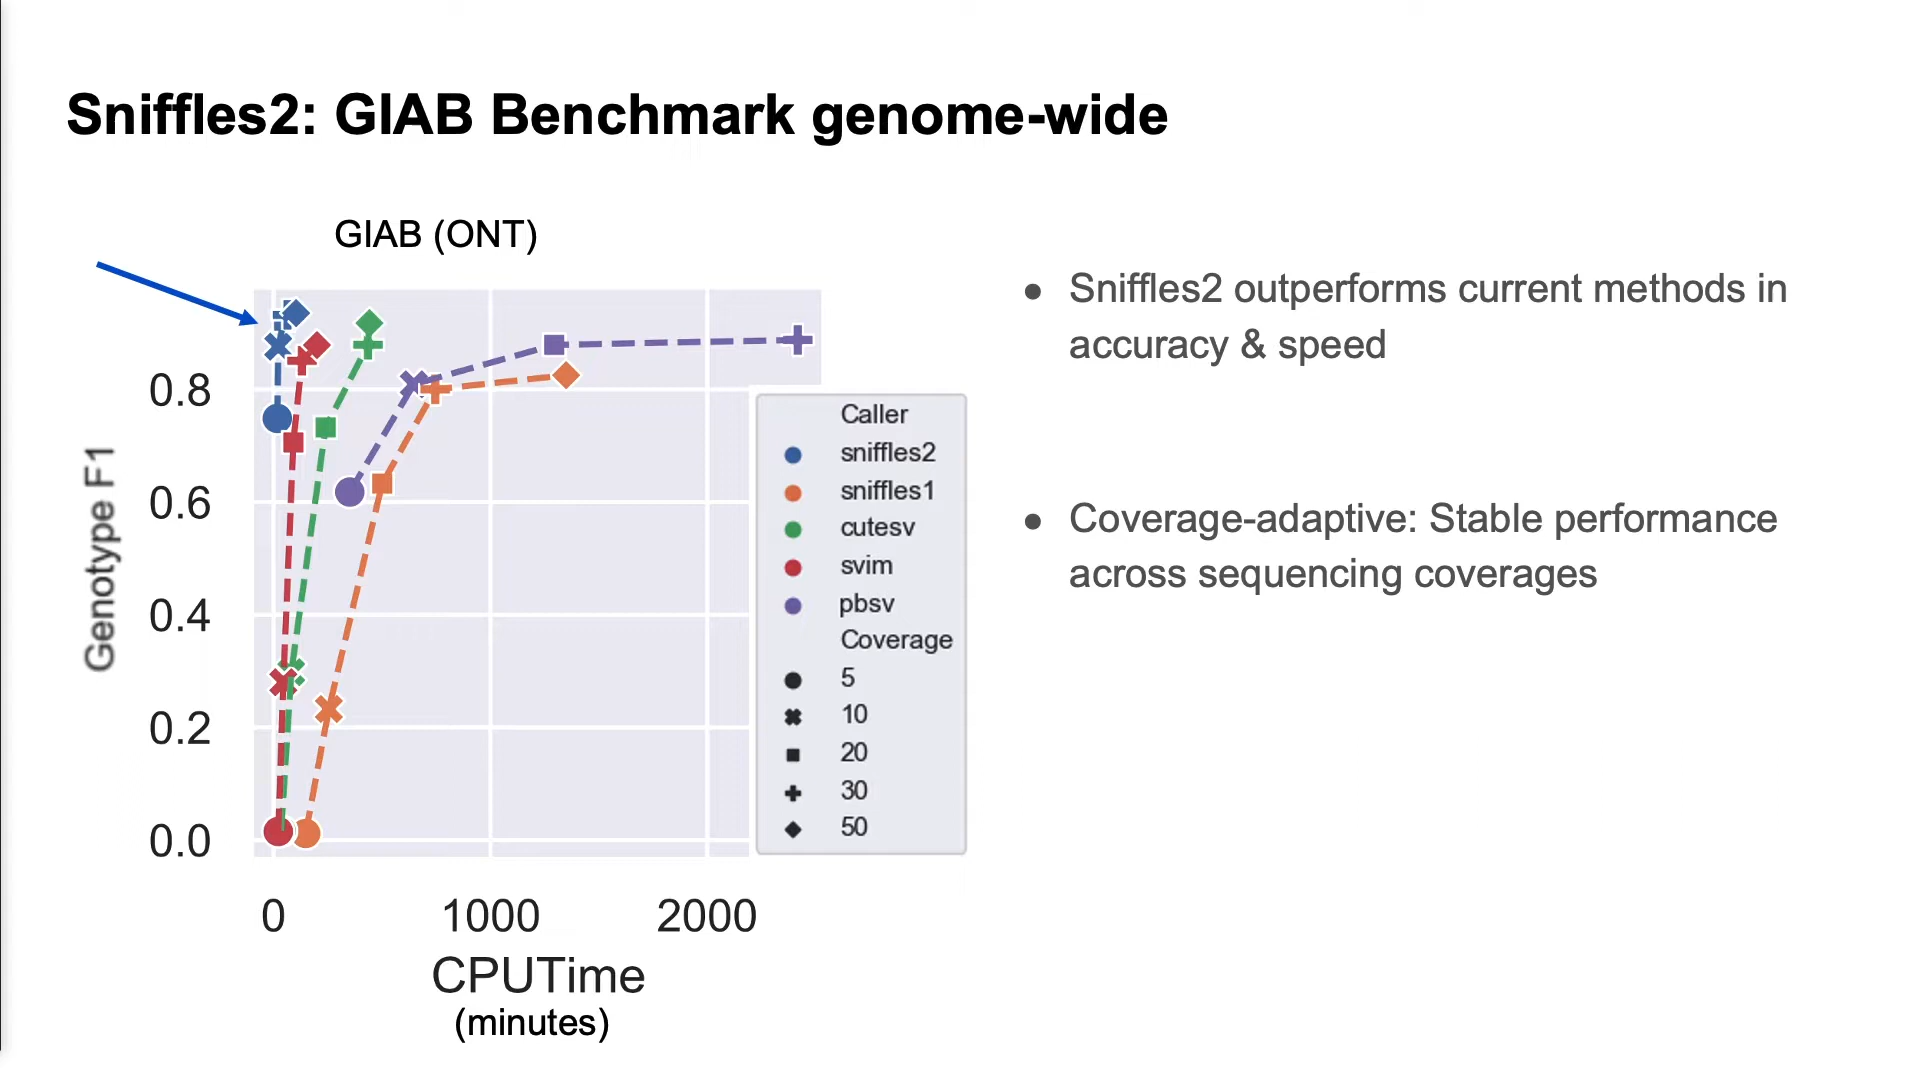 Sniffles2: GIAB Benchmark genome-wide
GIAB (ONT)
Genotype F1
0.8
0.6
0.4
0.2
0.0
0 1000 2000
CPUTime
(minutes)
Caller
sniffles2
sniffles1
cutesv
svim
pbsv
Coverage
5
10
20
30
50
● Sniffles2 outperforms current methods in
accuracy & speed
● Coverage-adaptive: Stable performance
across sequencing coverages